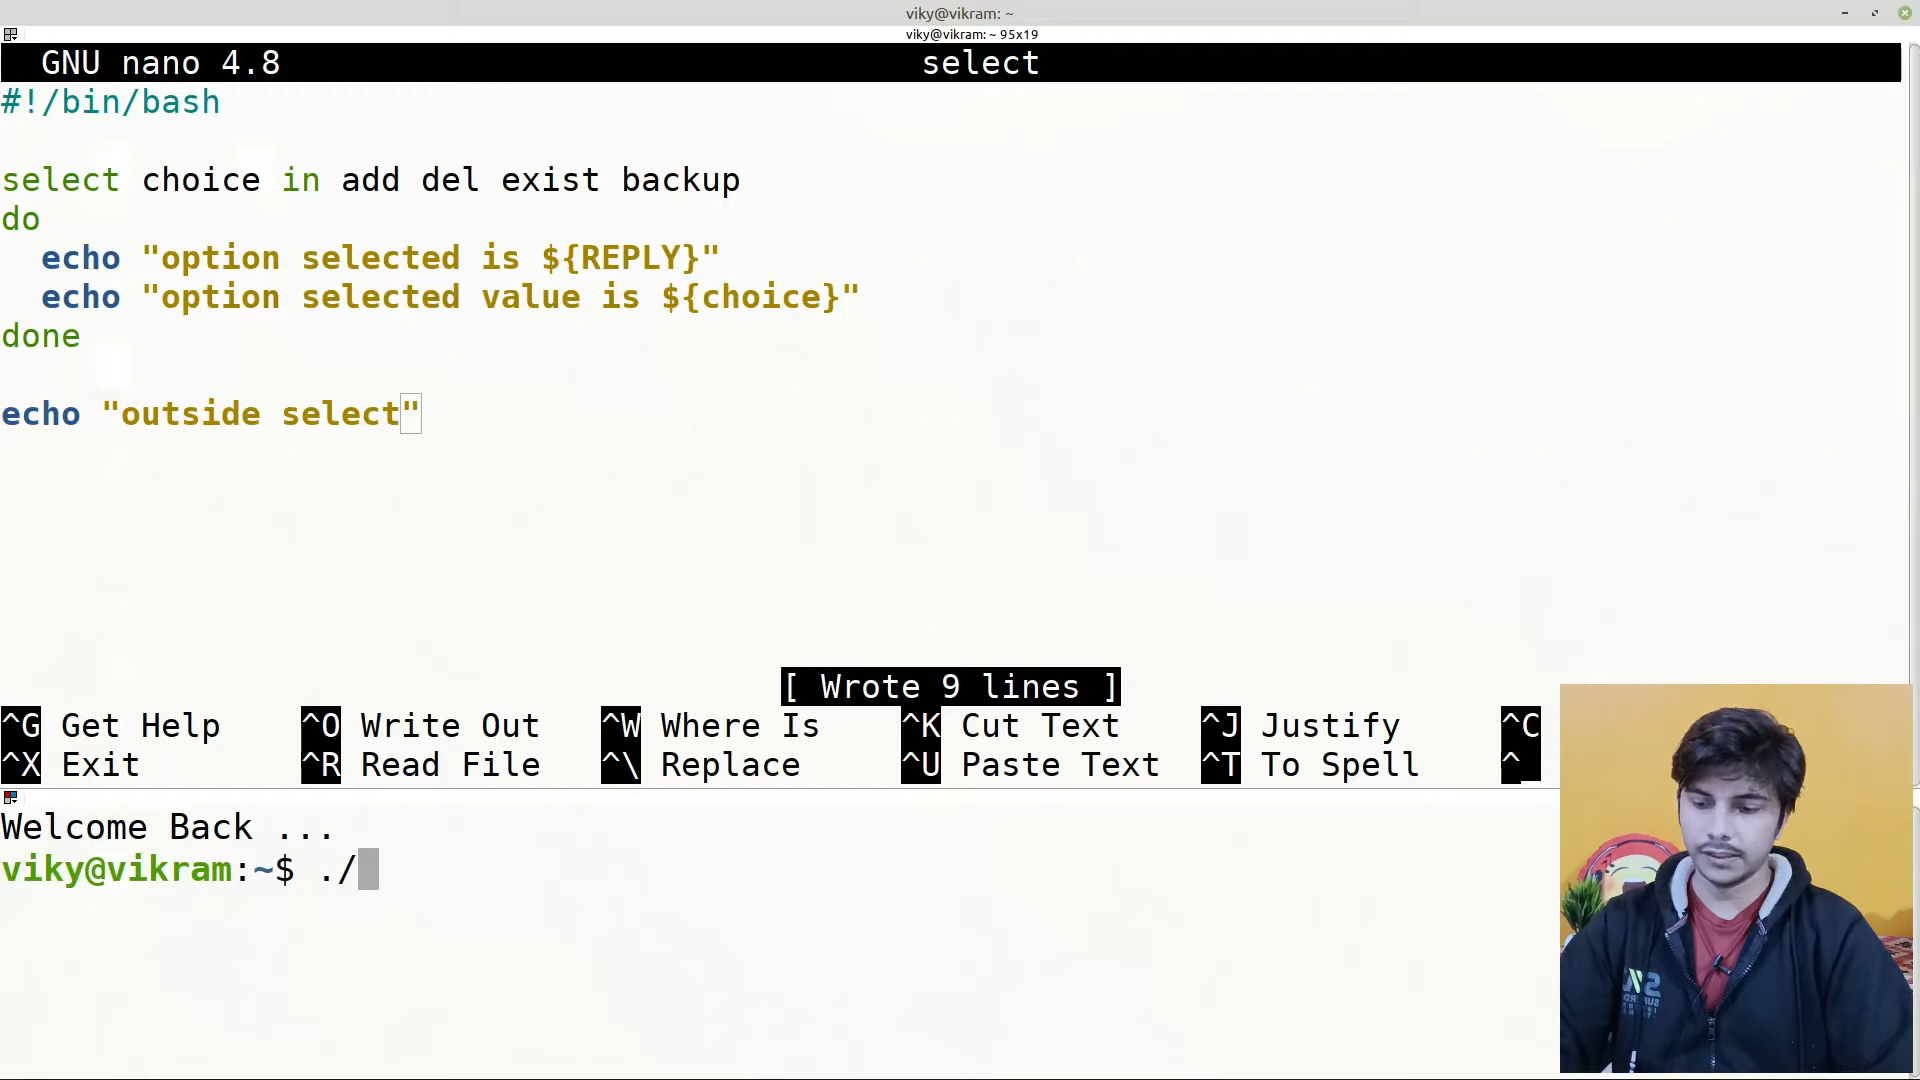 viky@vikram: ~
viky@vikram: ~ 95x19
GNU nano 4.8 select
#!/bin/bash
select choice in add del exist backup
do
echo "option selected is ${REPLY}"
echo "option selected value is ${choice}"
done
echo "outside select"
[ Wrote 9 lines ]
^G Get Help ^O Write Out ^W Where Is ^K Cut Text ^J Justify ^C
^X Exit ^R Read File ^\ Replace ^U Paste Text ^T To Spell ^_
Welcome Back ...
viky@vikram:~$ ./